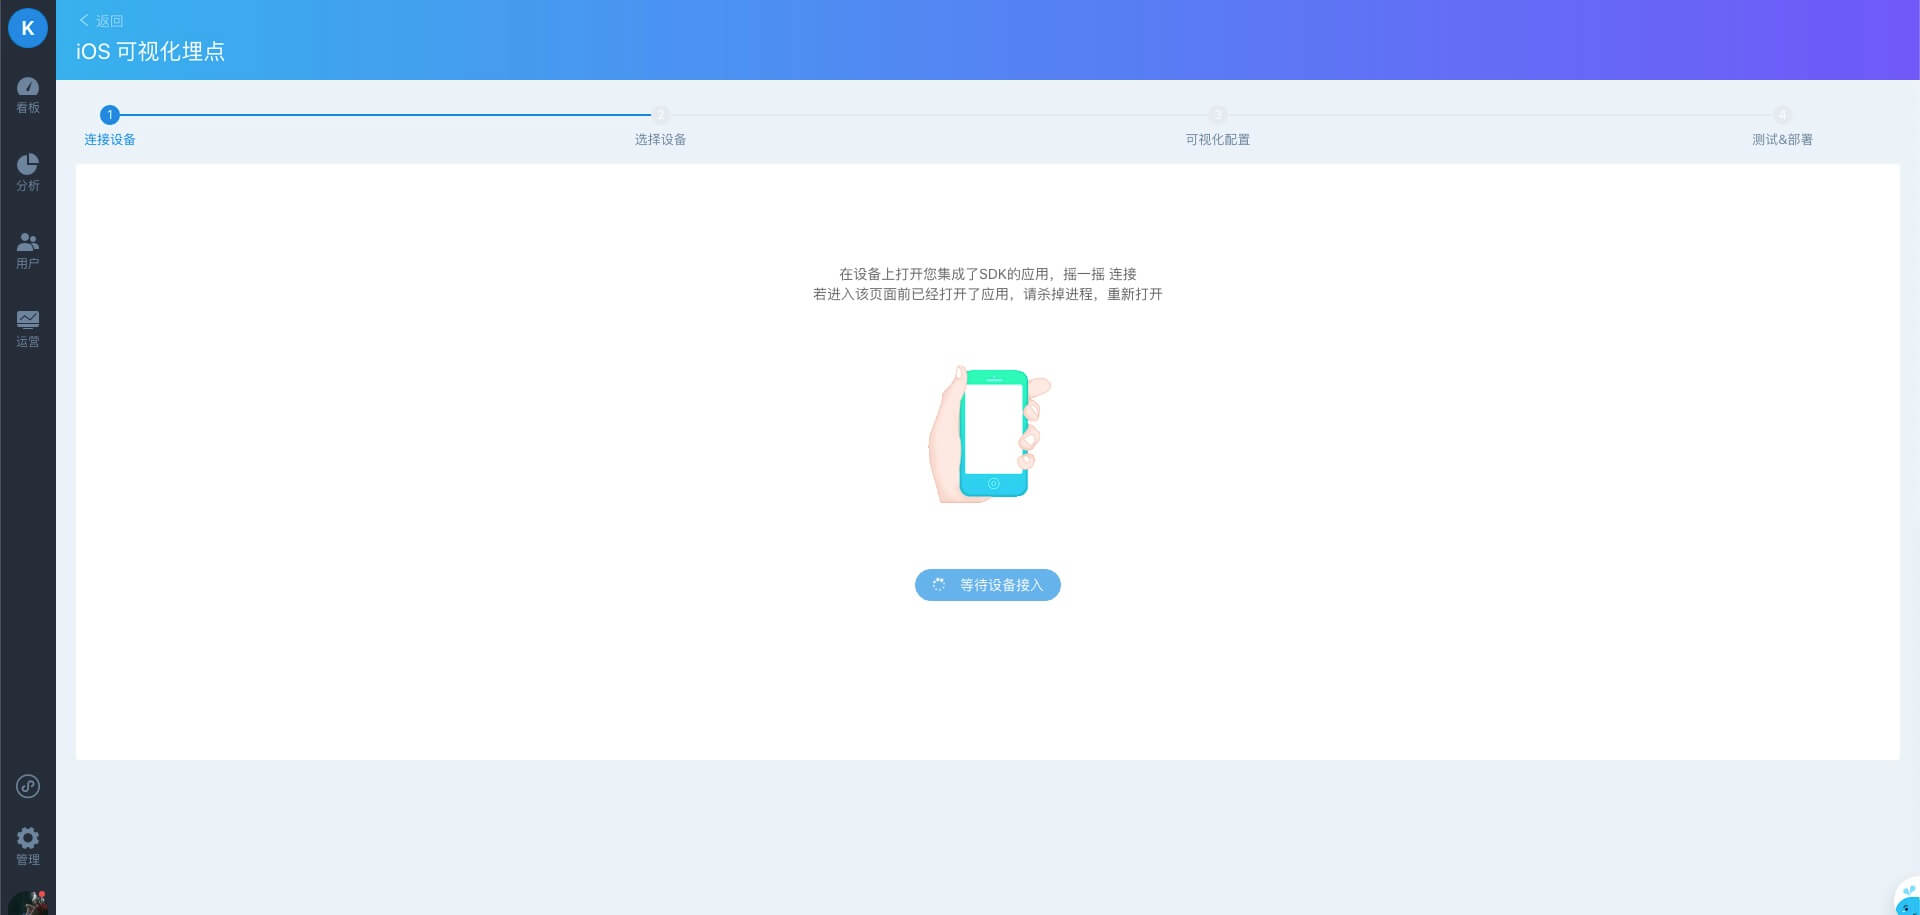 K
返回
iOS 可视化埋点
看板
分析
用户
运营
管理
1
2
3
4
连接设备
选择设备
可视化配置
测试&部署
在设备上打开您集成了SDK的应用，摇一摇 连接
若进入该页面前已经打开了应用，请杀掉进程，重新打开
等待设备接入